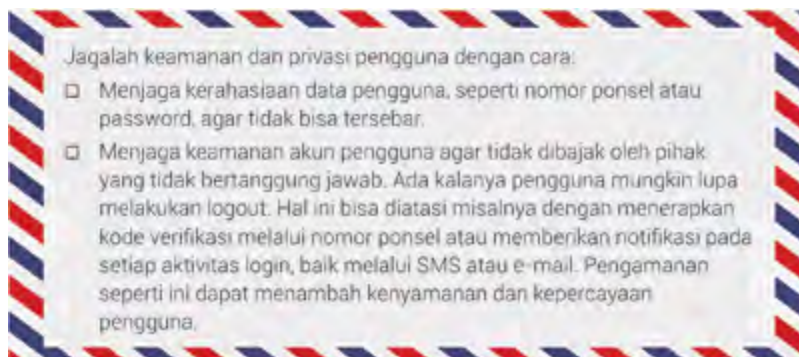 Jagalah keamanan dan privasi pengguna dengan cara:
□ Menjaga kerahasiaan data pengguna, seperti nomor ponsel atau
password, agar tidak bisa tersebar.
□ Menjaga keamanan akun pengguna agar tidak dibajak oleh pihak
yang tidak bertanggung jawab. Ada kalanya pengguna mungkin lupa
melakukan logout. Hal ini bisa diatasi misalnya dengan menerapkan
kode verifikasi melalui nomor ponsel atau memberikan notifikasi pada
setiap aktivitas login, baik melalui SMS atau e-mail. Pengamanan
seperti ini dapat menambah kenyamanan dan kepercayaan
pengguna.